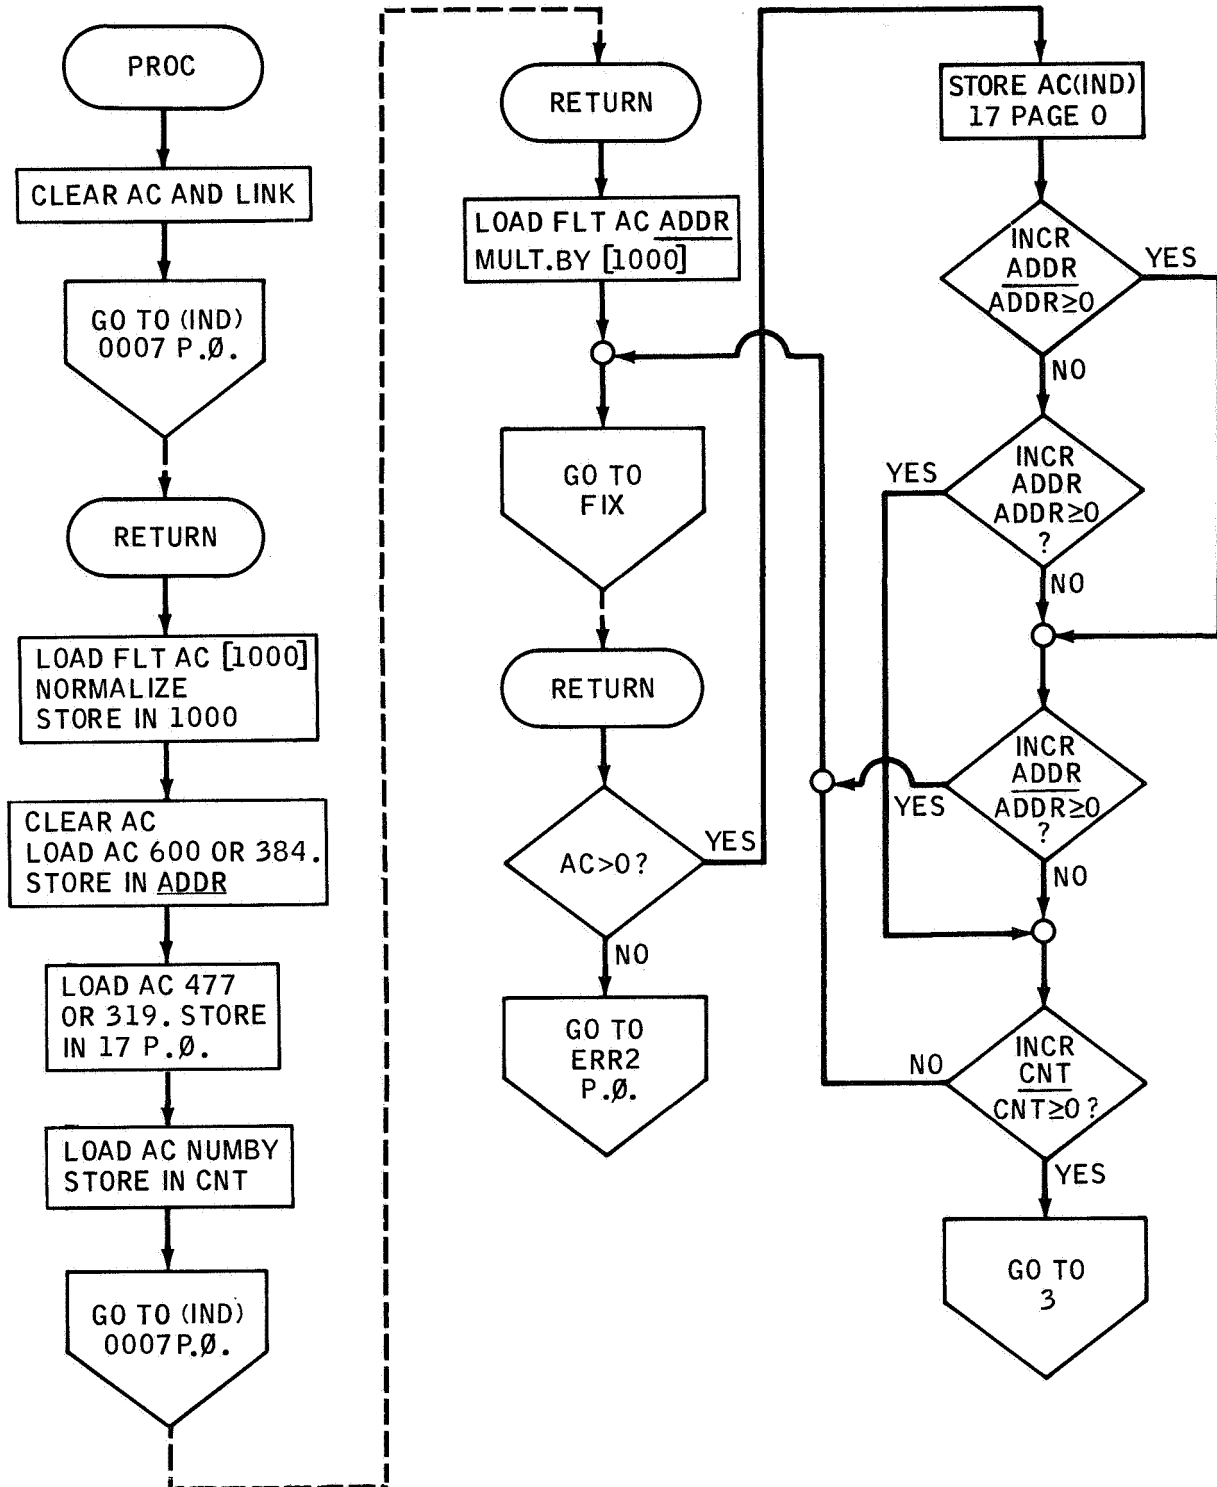 PROC
CLEAR AC AND LINK
GO TO (IND)
0007 P.Ø.
RETURN
LOAD FLT AC [1000]
NORMALIZE
STORE IN 1000
CLEAR AC
LOAD AC 600 OR 384.
STORE IN ADDR
LOAD AC 477
OR 319. STORE
IN 17 P.Ø.
LOAD AC NUMBY
STORE IN CNT
GO TO (IND)
0007 P.Ø.
RETURN
LOAD FLT AC ADDR
MULT. BY [1000]
GO TO
FIX
RETURN
AC>0?
YES
NO
GO TO
ERR2
P.Ø.
STORE AC(IND)
17 PAGE 0
INCR
ADDR
ADDR≥0
YES
NO
INCR
ADDR
ADDR≥0
?
YES
NO
INCR
ADDR
ADDR≥0
?
YES
NO
INCR
CNT
CNT≥0?
NO
YES
GO TO
3